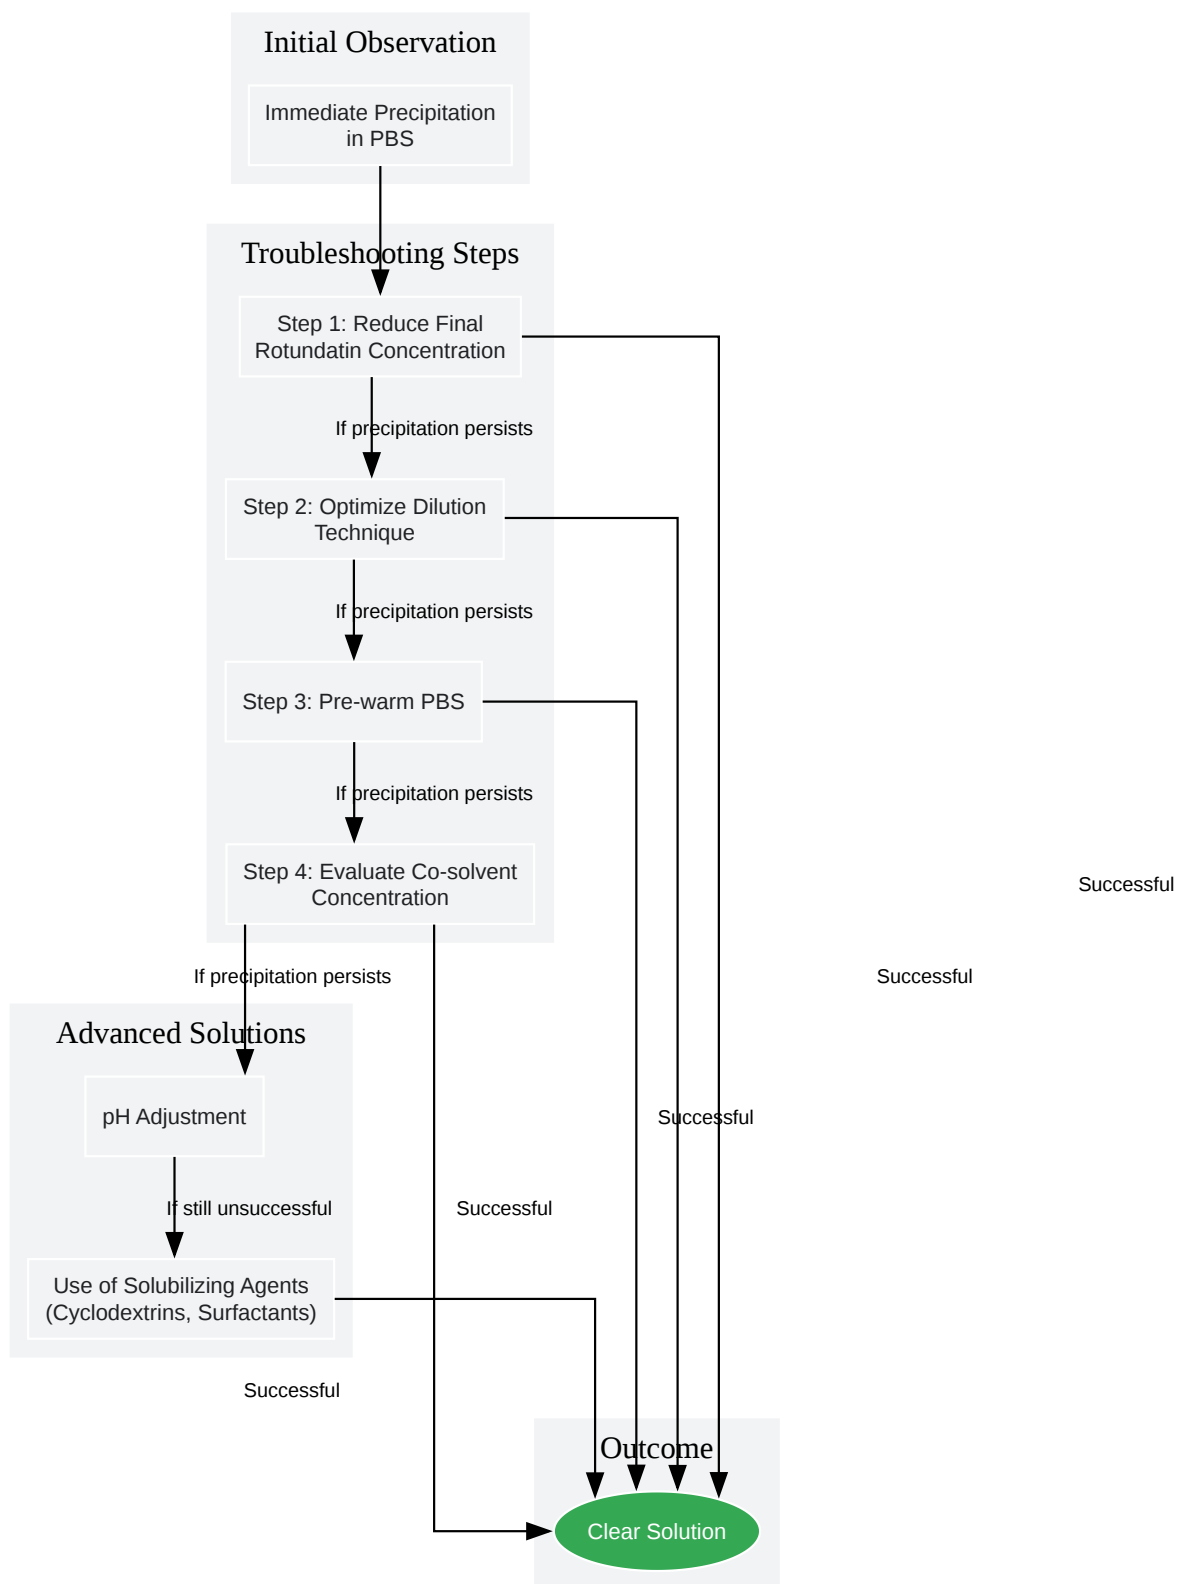 Initial Observation
Immediate Precipitation
in PBS
Troubleshooting Steps
Step 1: Reduce Final
Rotundatin Concentration
If precipitation persists
Step 2: Optimize Dilution
Technique
If precipitation persists
Step 3: Pre-warm PBS
If precipitation persists
Step 4: Evaluate Co-solvent
Concentration
Successful
If precipitation persists
Successful
Advanced Solutions
pH Adjustment
Successful
If still unsuccessful
Successful
Use of Solubilizing Agents
(Cyclodextrins, Surfactants)
Successful
Outcome
Clear Solution